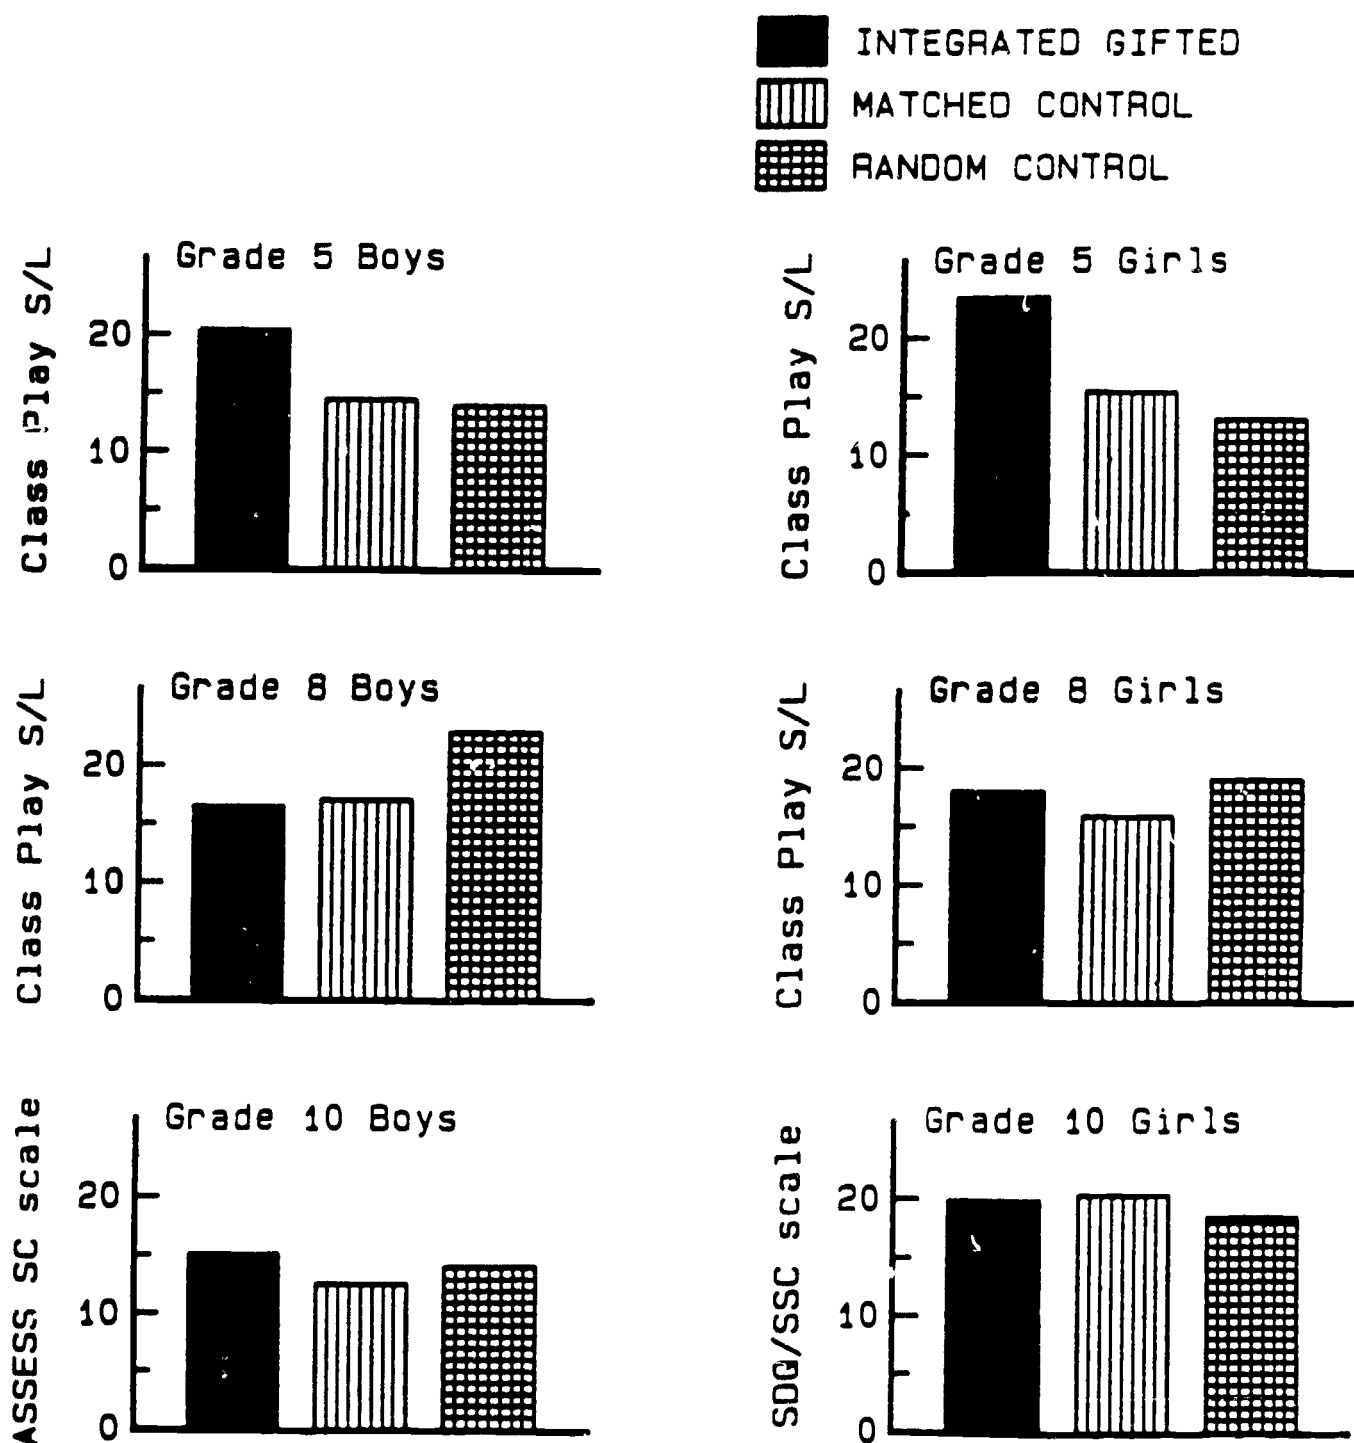 INTEGRATED GIFTED
MATCHED CONTROL
RANDOM CONTROL
Grade 5 Boys
Class Play S/L
20
10
0
Grade 5 Girls
Class Play S/L
20
10
0
Grade 8 Boys
Class Play S/L
20
10
0
Grade 8 Girls
Class Play S/L
20
10
0
Grade 10 Boys
ASSESS SC scale
20
10
0
Grade 10 Girls
SDQ/SSC scale
20
10
0